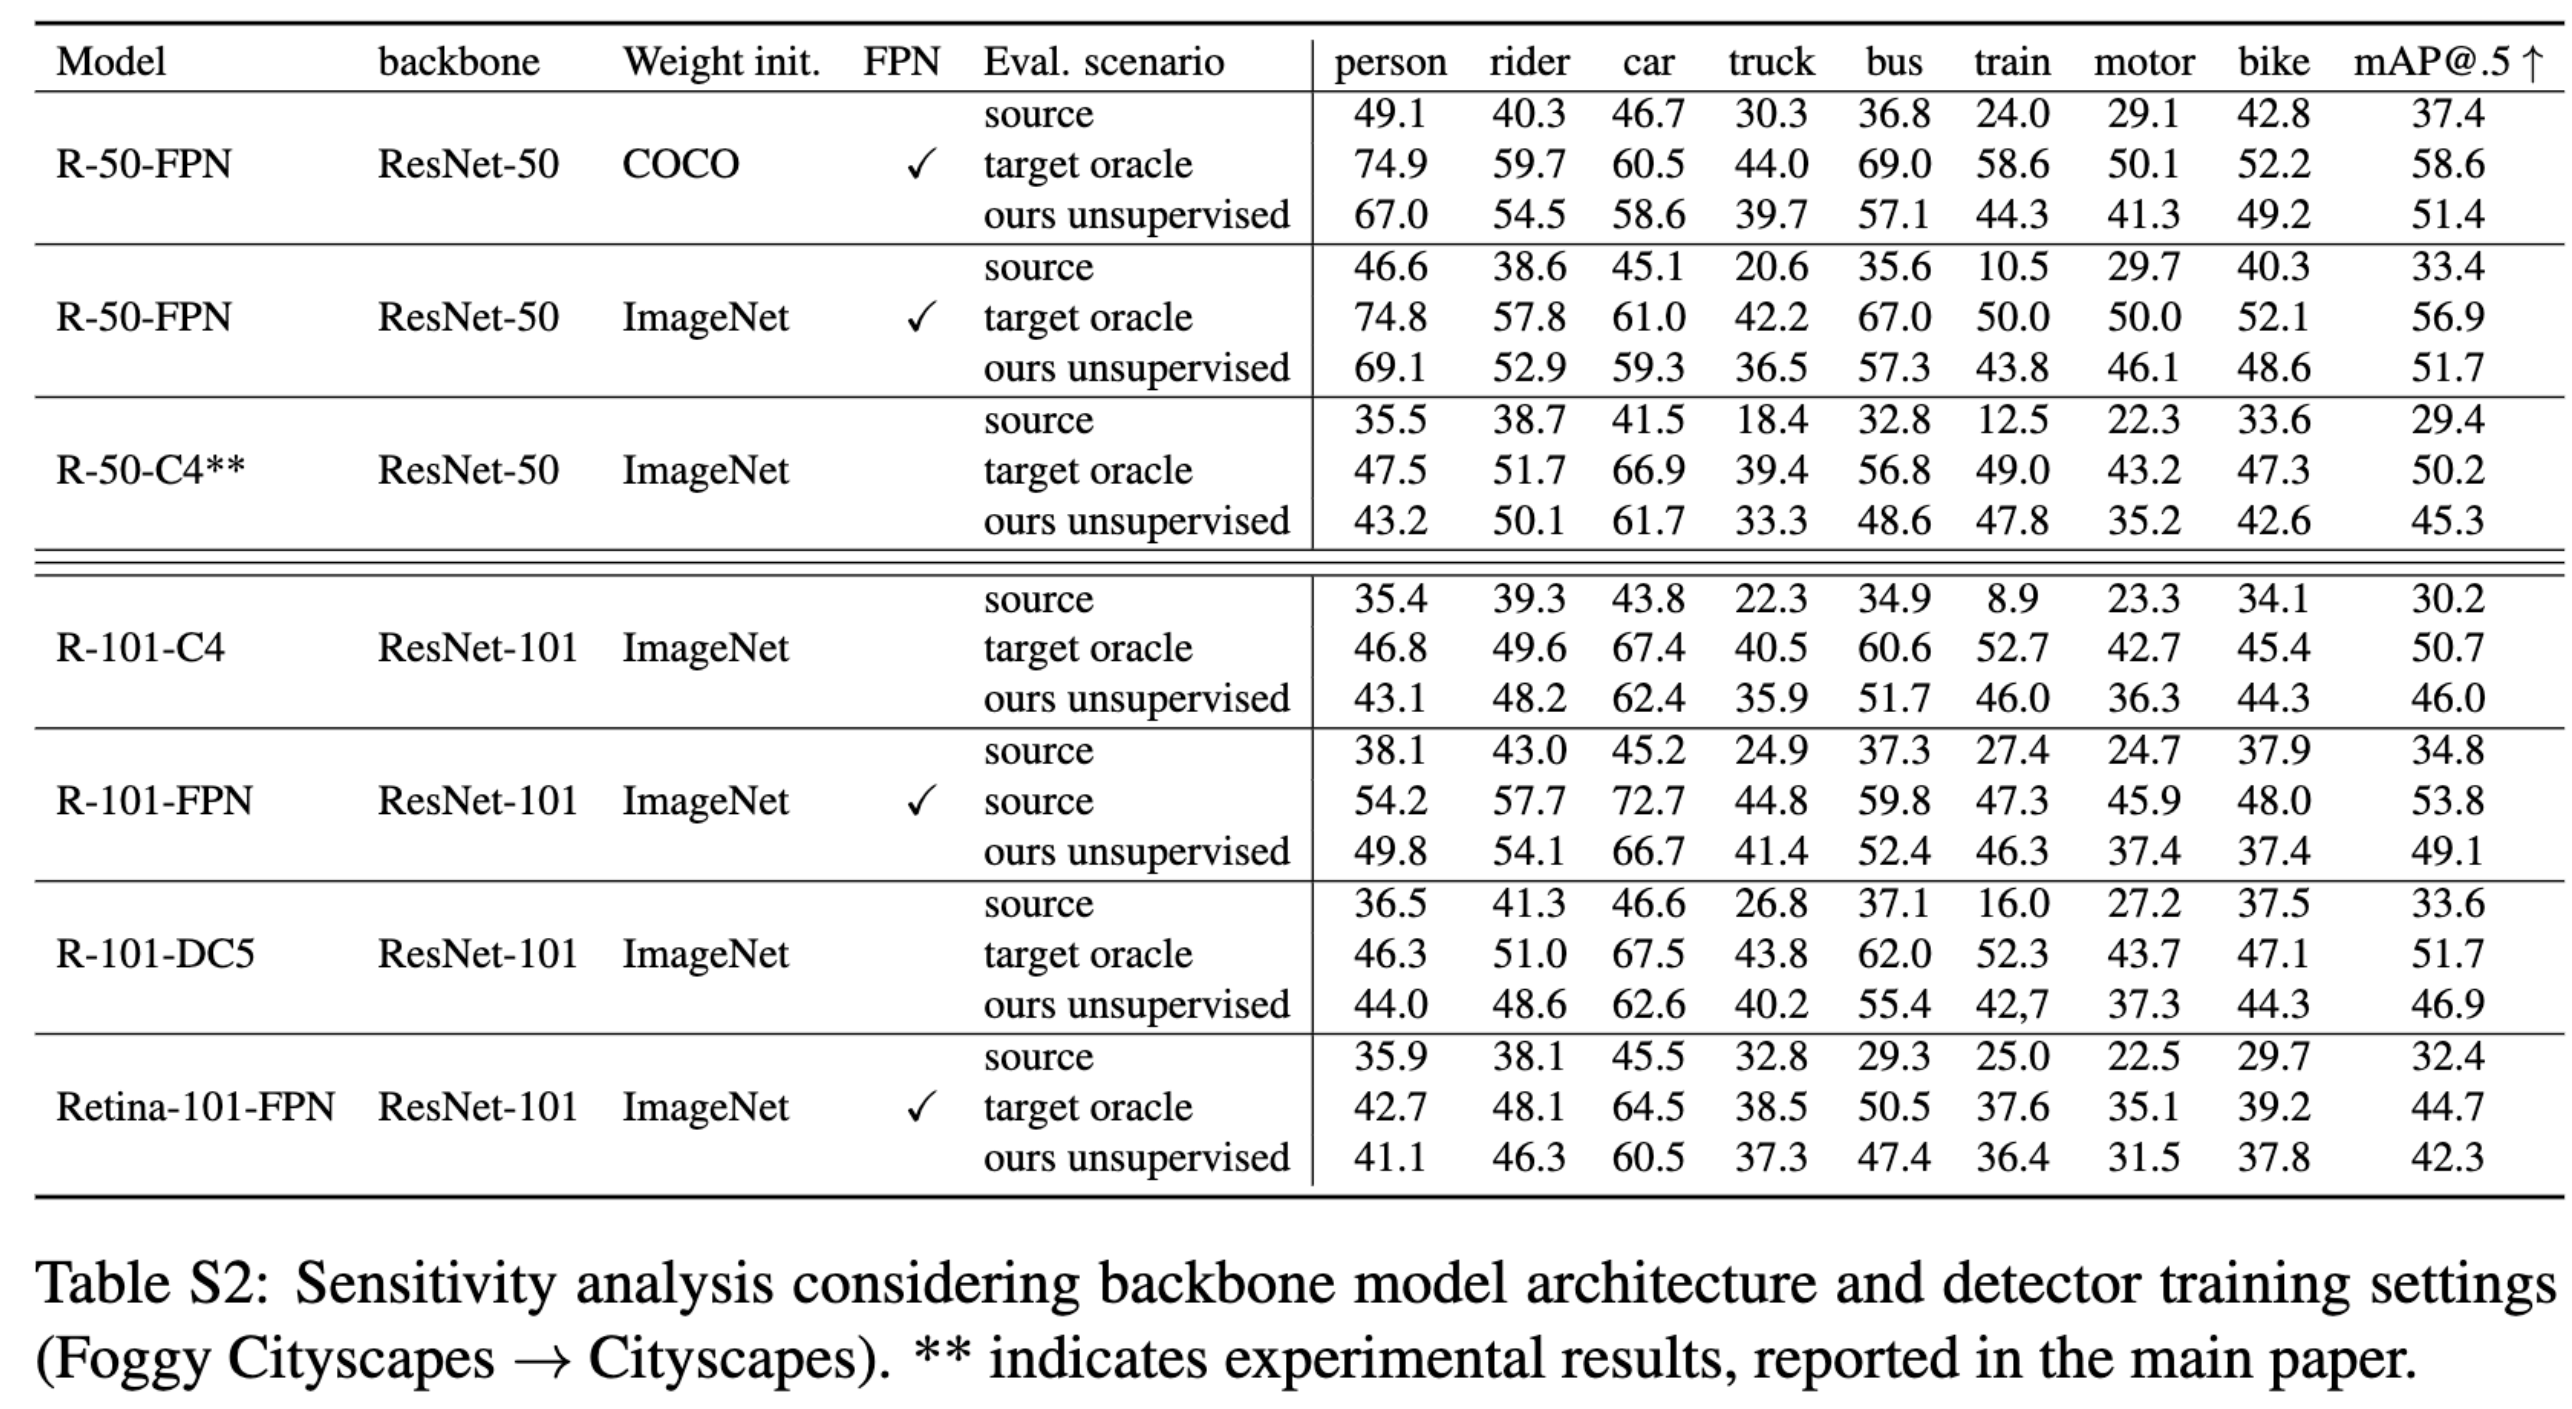 Model backbone Weight init. FPN Eval. scenario person rider car truck bus train motor bike mAP@.5 ↑
source 49.1 40.3 46.7 30.3 36.8 24.0 29.1 42.8 37.4
R-50-FPN ResNet-50 COCO ✓ target oracle 74.9 59.7 60.5 44.0 69.0 58.6 50.1 52.2 58.6
ours unsupervised 67.0 54.5 58.6 39.7 57.1 44.3 41.3 49.2 51.4
source 46.6 38.6 45.1 20.6 35.6 10.5 29.7 40.3 33.4
R-50-FPN ResNet-50 ImageNet ✓ target oracle 74.8 57.8 61.0 42.2 67.0 50.0 50.0 52.1 56.9
ours unsupervised 69.1 52.9 59.3 36.5 57.3 43.8 46.1 48.6 51.7
source 35.5 38.7 41.5 18.4 32.8 12.5 22.3 33.6 29.4
R-50-C4** ResNet-50 ImageNet target oracle 47.5 51.7 66.9 39.4 56.8 49.0 43.2 47.3 50.2
ours unsupervised 43.2 50.1 61.7 33.3 48.6 47.8 35.2 42.6 45.3
source 35.4 39.3 43.8 22.3 34.9 8.9 23.3 34.1 30.2
R-101-C4 ResNet-101 ImageNet target oracle 46.8 49.6 67.4 40.5 60.6 52.7 42.7 45.4 50.7
ours unsupervised 43.1 48.2 62.4 35.9 51.7 46.0 36.3 44.3 46.0
source 38.1 43.0 45.2 24.9 37.3 27.4 24.7 37.9 34.8
R-101-FPN ResNet-101 ImageNet ✓ source 54.2 57.7 72.7 44.8 59.8 47.3 45.9 48.0 53.8
ours unsupervised 49.8 54.1 66.7 41.4 52.4 46.3 37.4 37.4 49.1
source 36.5 41.3 46.6 26.8 37.1 16.0 27.2 37.5 33.6
R-101-DC5 ResNet-101 ImageNet target oracle 46.3 51.0 67.5 43.8 62.0 52.3 43.7 47.1 51.7
ours unsupervised 44.0 48.6 62.6 40.2 55.4 42,7 37.3 44.3 46.9
source 35.9 38.1 45.5 32.8 29.3 25.0 22.5 29.7 32.4
Retina-101-FPN ResNet-101 ImageNet ✓ target oracle 42.7 48.1 64.5 38.5 50.5 37.6 35.1 39.2 44.7
ours unsupervised 41.1 46.3 60.5 37.3 47.4 36.4 31.5 37.8 42.3
Table S2: Sensitivity analysis considering backbone model architecture and detector training settings
(Foggy Cityscapes → Cityscapes). ** indicates experimental results, reported in the main paper.